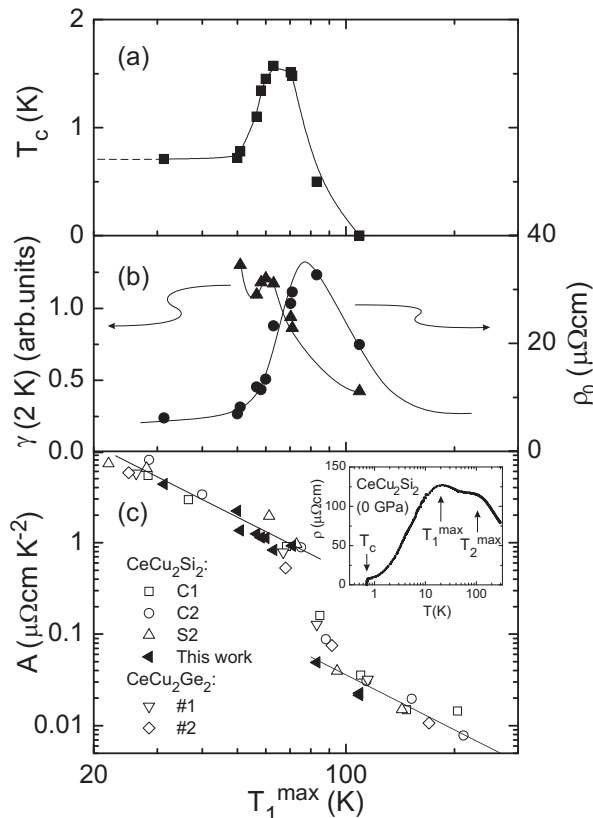 2
(a)
1
T_c (K)
0
40
(b)
1.0
γ (2 K) (arb.units)
20
0.5
ρ_0 (μΩcm)
0.0
0
(c)
10
1
0.1
0.01
A (μΩcm K^-2)
CeCu_2Si_2:
C1
C2
S2
This work
CeCu_2Ge_2:
#1
#2
150
100
50
0
ρ (μΩcm)
CeCu_2Si_2
(0 GPa)
T_c
T_1^max
T_2^max
1
10
100
T(K)
20
100
T_1^max (K)